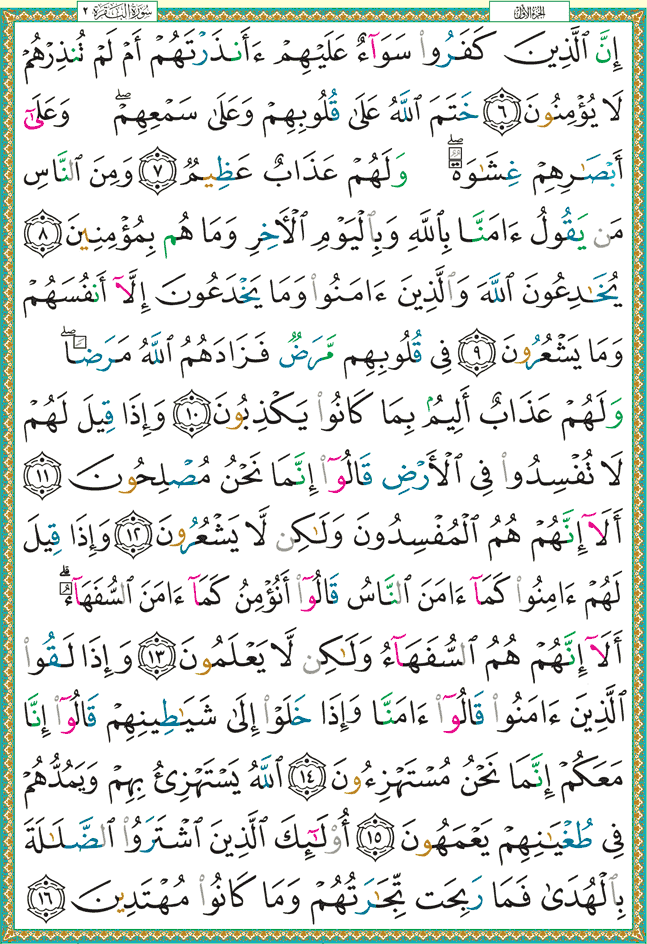 سُورَةُ البَقَرَةِ ٢
الجُزءُ الأوّل
إِنَّ ٱلَّذِينَ كَفَرُوا۟ سَوَآءٌ عَلَيْهِمْ ءَأَنذَرْتَهُمْ أَمْ لَمْ تُنذِرْهُمْ
لَا يُؤْمِنُونَ ٦ خَتَمَ ٱللَّهُ عَلَىٰ قُلُوبِهِمْ وَعَلَىٰ سَمْعِهِمْ ۖ وَعَلَىٰٓ
أَبْصَـٰرِهِمْ غِشَـٰوَةٌ ۖ وَلَهُمْ عَذَابٌ عَظِيمٌ ٧ وَمِنَ ٱلنَّاسِ
مَن يَقُولُ ءَامَنَّا بِٱللَّهِ وَبِٱلْيَوْمِ ٱلْـَٔاخِرِ وَمَا هُم بِمُؤْمِنِينَ ٨
يُخَـٰدِعُونَ ٱللَّهَ وَٱلَّذِينَ ءَامَنُوا۟ وَمَا يَخْدَعُونَ إِلَّآ أَنفُسَهُمْ
وَمَا يَشْعُرُونَ ٩ فِى قُلُوبِهِم مَّرَضٌ فَزَادَهُمُ ٱللَّهُ مَرَضًا ۖ
وَلَهُمْ عَذَابٌ أَلِيمٌۢ بِمَا كَانُوا۟ يَكْذِبُونَ ١٠ وَإِذَا قِيلَ لَهُمْ
لَا تُفْسِدُوا۟ فِى ٱلْأَرْضِ قَالُوٓا۟ إِنَّمَا نَحْنُ مُصْلِحُونَ ١١
أَلَآ إِنَّهُمْ هُمُ ٱلْمُفْسِدُونَ وَلَـٰكِن لَّا يَشْعُرُونَ ١٢ وَإِذَا قِيلَ
لَهُمْ ءَامِنُوا۟ كَمَآ ءَامَنَ ٱلنَّاسُ قَالُوٓا۟ أَنُؤْمِنُ كَمَآ ءَامَنَ ٱلسُّفَهَآءُ ۗ
أَلَآ إِنَّهُمْ هُمُ ٱلسُّفَهَآءُ وَلَـٰكِن لَّا يَعْلَمُونَ ١٣ وَإِذَا لَقُوا۟
ٱلَّذِينَ ءَامَنُوا۟ قَالُوٓا۟ ءَامَنَّا وَإِذَا خَلَوْا۟ إِلَىٰ شَيَـٰطِينِهِمْ قَالُوٓا۟ إِنَّا
مَعَكُمْ إِنَّمَا نَحْنُ مُسْتَهْزِءُونَ ١٤ ٱللَّهُ يَسْتَهْزِئُ بِهِمْ وَيَمُدُّهُمْ
فِى طُغْيَـٰنِهِمْ يَعْمَهُونَ ١٥ أُو۟لَـٰٓئِكَ ٱلَّذِينَ ٱشْتَرَوُا۟ ٱلضَّلَـٰلَةَ
بِٱلْهُدَىٰ فَمَا رَبِحَت تِّجَـٰرَتُهُمْ وَمَا كَانُوا۟ مُهْتَدِينَ ١٦